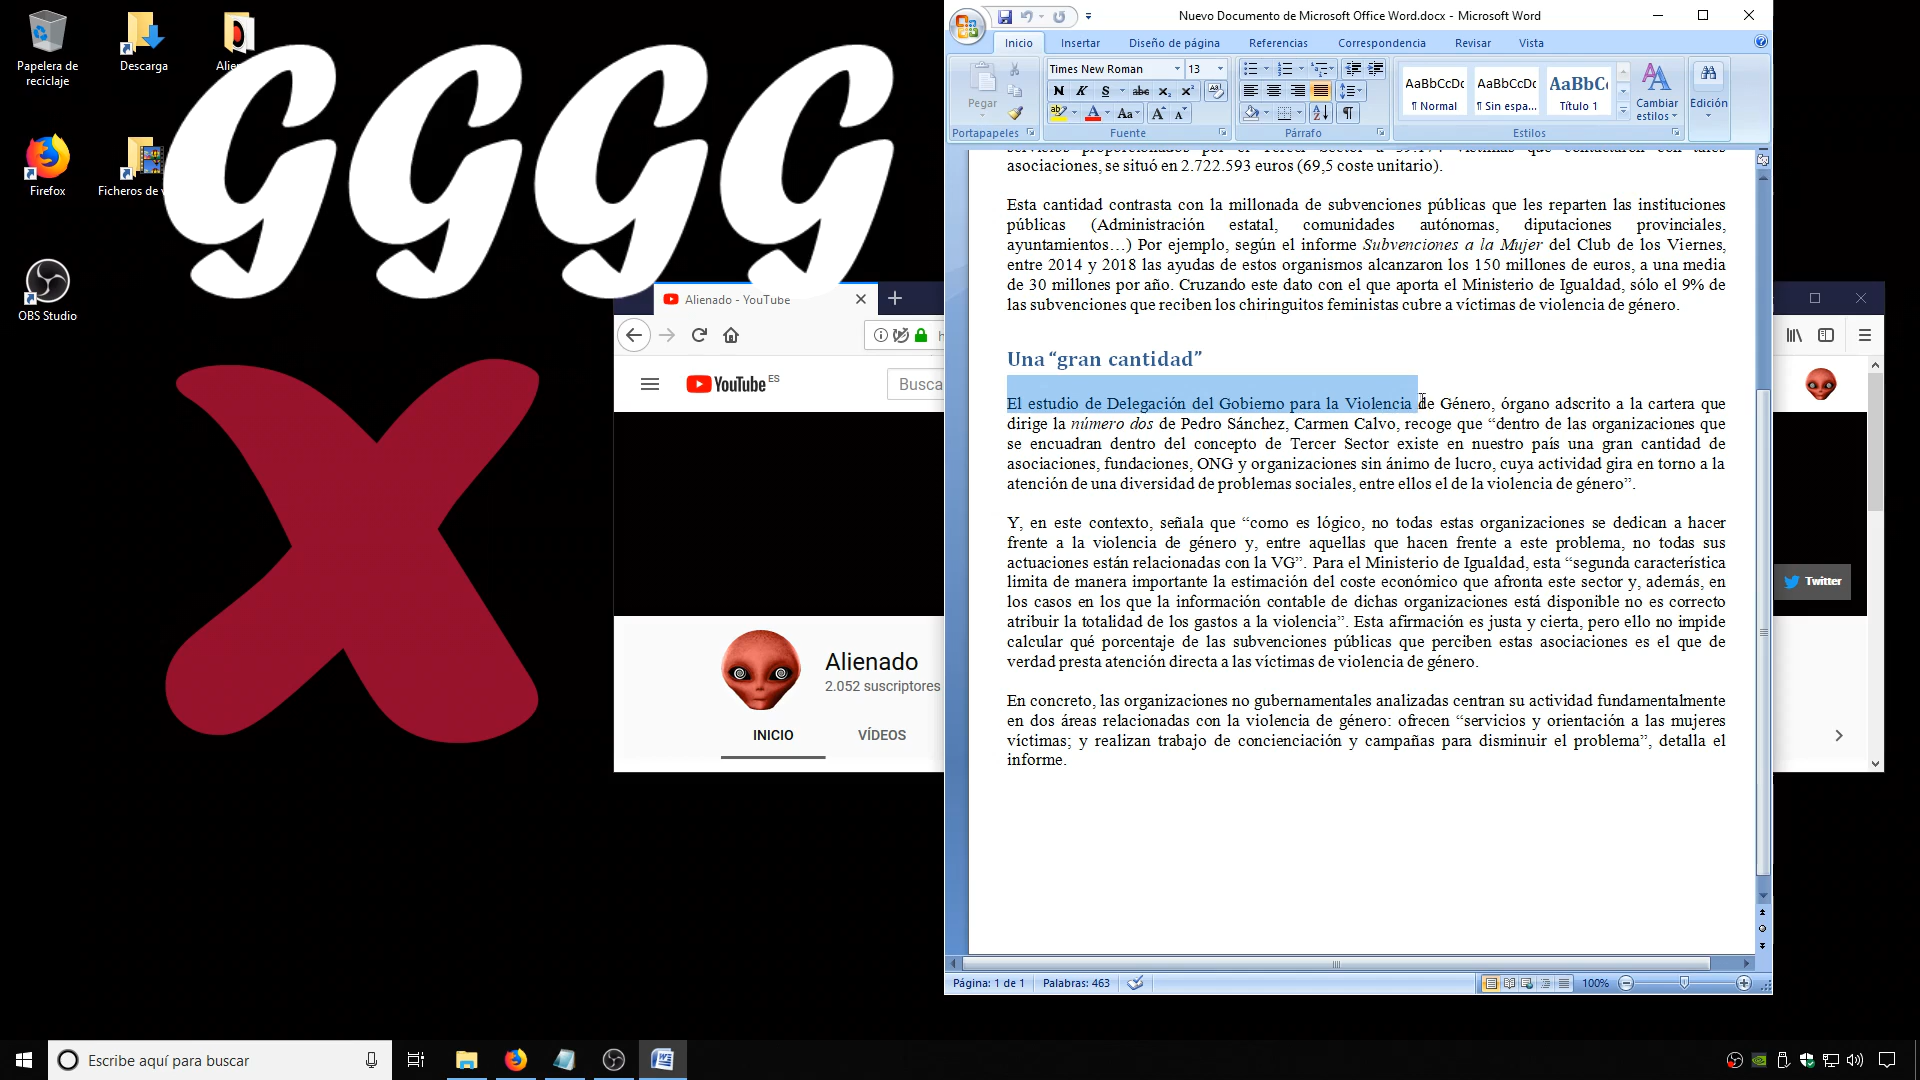 Papelera de
reciclaje
Descarga
Firefox
Ficheros de
OBS Studio
GGGG
X
Nuevo Documento de Microsoft Office Word.docx - Microsoft Word
Inicio
Insertar
Diseño de página
Referencias
Correspondencia
Revisar
Vista
Times New Roman
13
Pegar
Portapapeles
Fuente
Párrafo
AaBbCcDc
¶ Normal
AaBbCcDc
¶ Sin espa...
AaBbC
Título 1
Cambiar
estilos
Estilos
Edición
asociaciones, se situó en 2.722.593 euros (69,5 coste unitario).
Esta cantidad contrasta con la millonada de subvenciones públicas que les reparten las instituciones
públicas (Administración estatal, comunidades autónomas, diputaciones provinciales,
ayuntamientos…) Por ejemplo, según el informe Subvenciones a la Mujer del Club de los Viernes,
entre 2014 y 2018 las ayudas de estos organismos alcanzaron los 150 millones de euros, a una media
de 30 millones por año. Cruzando este dato con el que aporta el Ministerio de Igualdad, sólo el 9% de
las subvenciones que reciben los chiringuitos feministas cubre a víctimas de violencia de género.
Una “gran cantidad”
El estudio de Delegación del Gobierno para la Violencia de Género, órgano adscrito a la cartera que
dirige la número dos de Pedro Sánchez, Carmen Calvo, recoge que “dentro de las organizaciones que
se encuadran dentro del concepto de Tercer Sector existe en nuestro país una gran cantidad de
asociaciones, fundaciones, ONG y organizaciones sin ánimo de lucro, cuya actividad gira en torno a la
atención de una diversidad de problemas sociales, entre ellos el de la violencia de género”.
Y, en este contexto, señala que “como es lógico, no todas estas organizaciones se dedican a hacer
frente a la violencia de género y, entre aquellas que hacen frente a este problema, no todas sus
actuaciones están relacionadas con la VG”. Para el Ministerio de Igualdad, esta “segunda característica
limita de manera importante la estimación del coste económico que afronta este sector y, además, en
los casos en los que la información contable de dichas organizaciones está disponible no es correcto
atribuir la totalidad de los gastos a la violencia”. Esta afirmación es justa y cierta, pero ello no impide
calcular qué porcentaje de las subvenciones públicas que perciben estas asociaciones es el que de
verdad presta atención directa a las víctimas de violencia de género.
En concreto, las organizaciones no gubernamentales analizadas centran su actividad fundamentalmente
en dos áreas relacionadas con la violencia de género: ofrecen “servicios y orientación a las mujeres
víctimas; y realizan trabajo de concienciación y campañas para disminuir el problema”, detalla el
informe.
Página: 1 de 1
Palabras: 463
100%
Alienado - YouTube
YouTube ES
Busca
Twitter
Alienado
2.052 suscriptores
INICIO
VÍDEOS
Escribe aquí para buscar